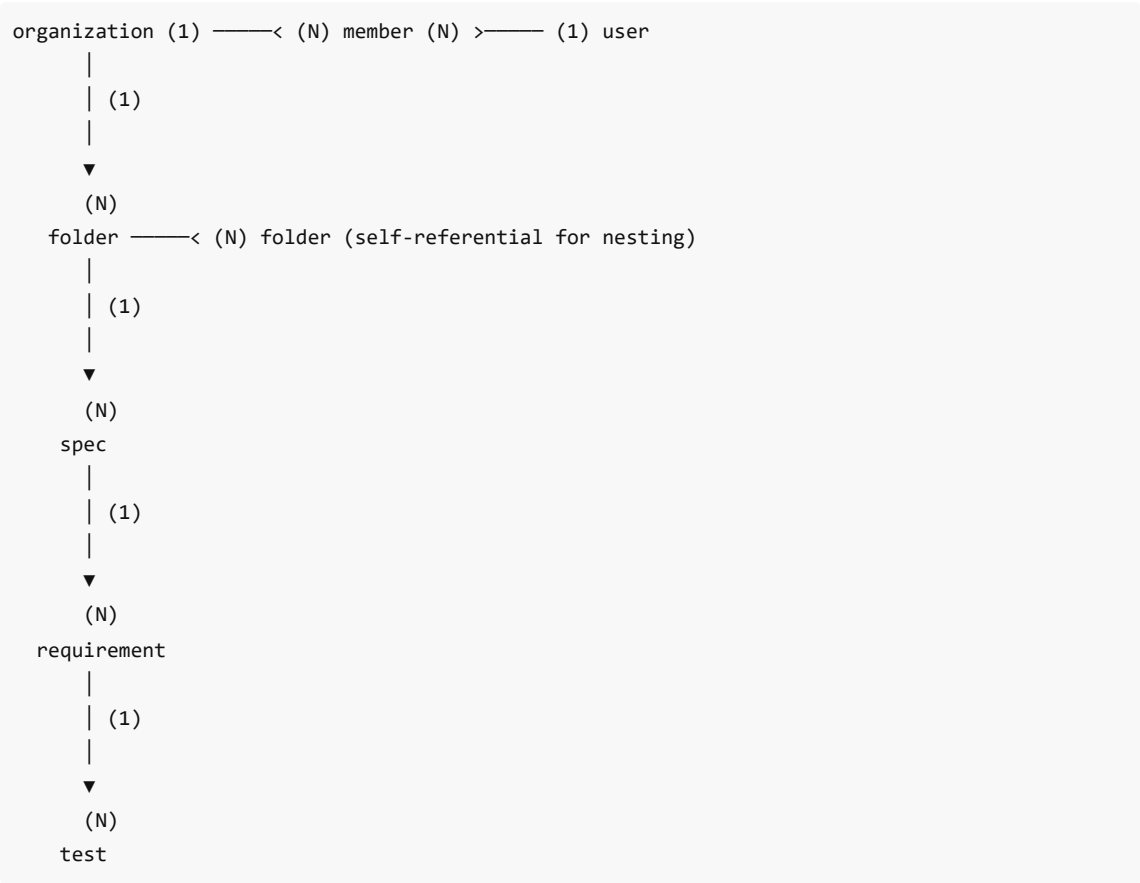 organization (1) ────< (N) member (N) >──── (1) user
│
│ (1)
│
▼
(N)
folder ────< (N) folder (self-referential for nesting)
│
│ (1)
│
▼
(N)
spec
│
│ (1)
│
▼
(N)
requirement
│
│ (1)
│
▼
(N)
test